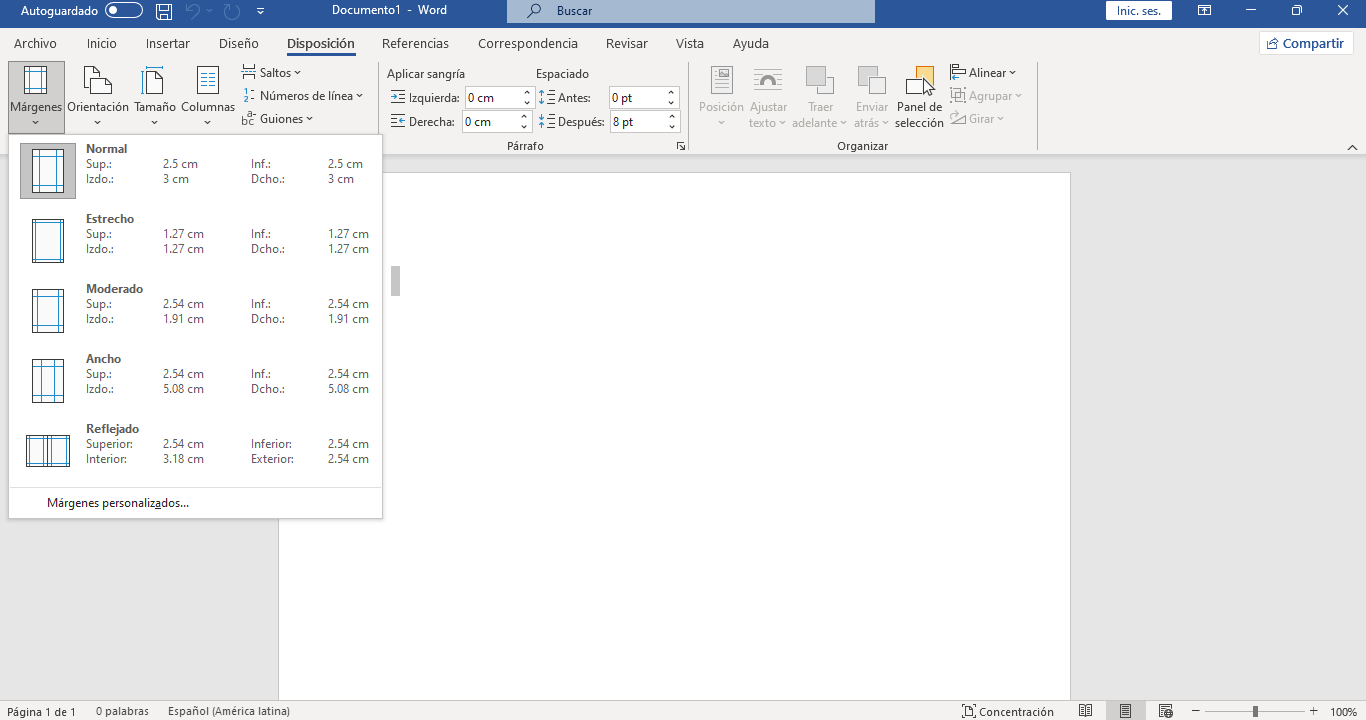 Autoguardado Documento1 - Word Buscar Inic. ses.
Archivo Inicio Insertar Diseño Disposición Referencias Correspondencia Revisar Vista Ayuda Compartir
Márgenes Orientación Tamaño Columnas
Saltos
Números de línea
Guiones
Aplicar sangría Espaciado
Izquierda: 0 cm Antes: 0 pt
Derecha: 0 cm Después: 8 pt
Párrafo
Posición Ajustar texto Traer adelante Enviar atrás Panel de selección
Alinear
Agrupar
Girar
Organizar
Normal
Sup.: 2.5 cm Inf.: 2.5 cm
Izdo.: 3 cm Dcho.: 3 cm
Estrecho
Sup.: 1.27 cm Inf.: 1.27 cm
Izdo.: 1.27 cm Dcho.: 1.27 cm
Moderado
Sup.: 2.54 cm Inf.: 2.54 cm
Izdo.: 1.91 cm Dcho.: 1.91 cm
Ancho
Sup.: 2.54 cm Inf.: 2.54 cm
Izdo.: 5.08 cm Dcho.: 5.08 cm
Reflejado
Superior: 2.54 cm Inferior: 2.54 cm
Interior: 3.18 cm Exterior: 2.54 cm
Márgenes personalizados...
Página 1 de 1 0 palabras Español (América latina) Concentración 100%